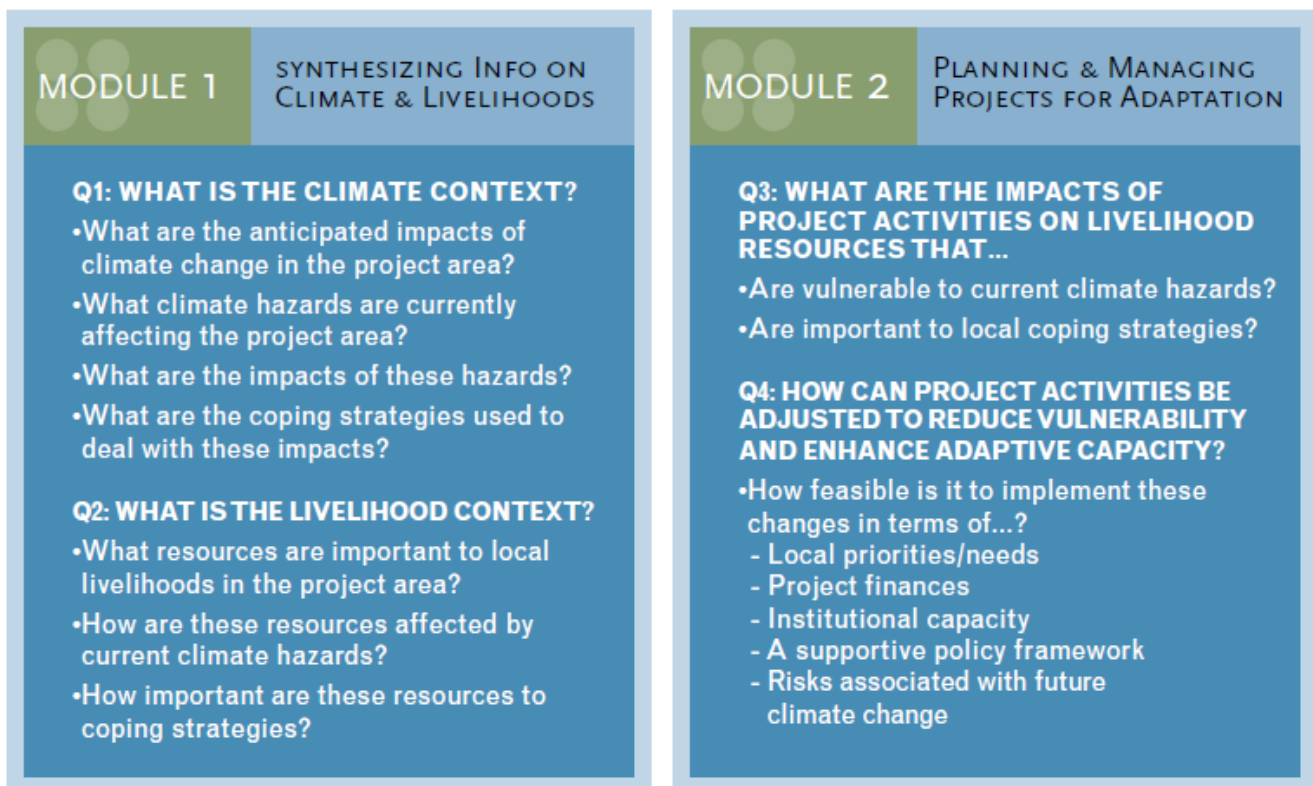 MODULE 1
SYNTHESIZING INFO ON
CLIMATE & LIVELIHOODS
Q1: WHAT IS THE CLIMATE CONTEXT?
•What are the anticipated impacts of
climate change in the project area?
•What climate hazards are currently
affecting the project area?
•What are the impacts of these hazards?
•What are the coping strategies used to
deal with these impacts?
Q2: WHAT IS THE LIVELIHOOD CONTEXT?
•What resources are important to local
livelihoods in the project area?
•How are these resources affected by
current climate hazards?
•How important are these resources to
coping strategies?
MODULE 2
PLANNING & MANAGING
PROJECTS FOR ADAPTATION
Q3: WHAT ARE THE IMPACTS OF
PROJECT ACTIVITIES ON LIVELIHOOD
RESOURCES THAT...
•Are vulnerable to current climate hazards?
•Are important to local coping strategies?
Q4: HOW CAN PROJECT ACTIVITIES BE
ADJUSTED TO REDUCE VULNERABILITY
AND ENHANCE ADAPTIVE CAPACITY?
•How feasible is it to implement these
changes in terms of...?
- Local priorities/needs
- Project finances
- Institutional capacity
- A supportive policy framework
- Risks associated with future
climate change